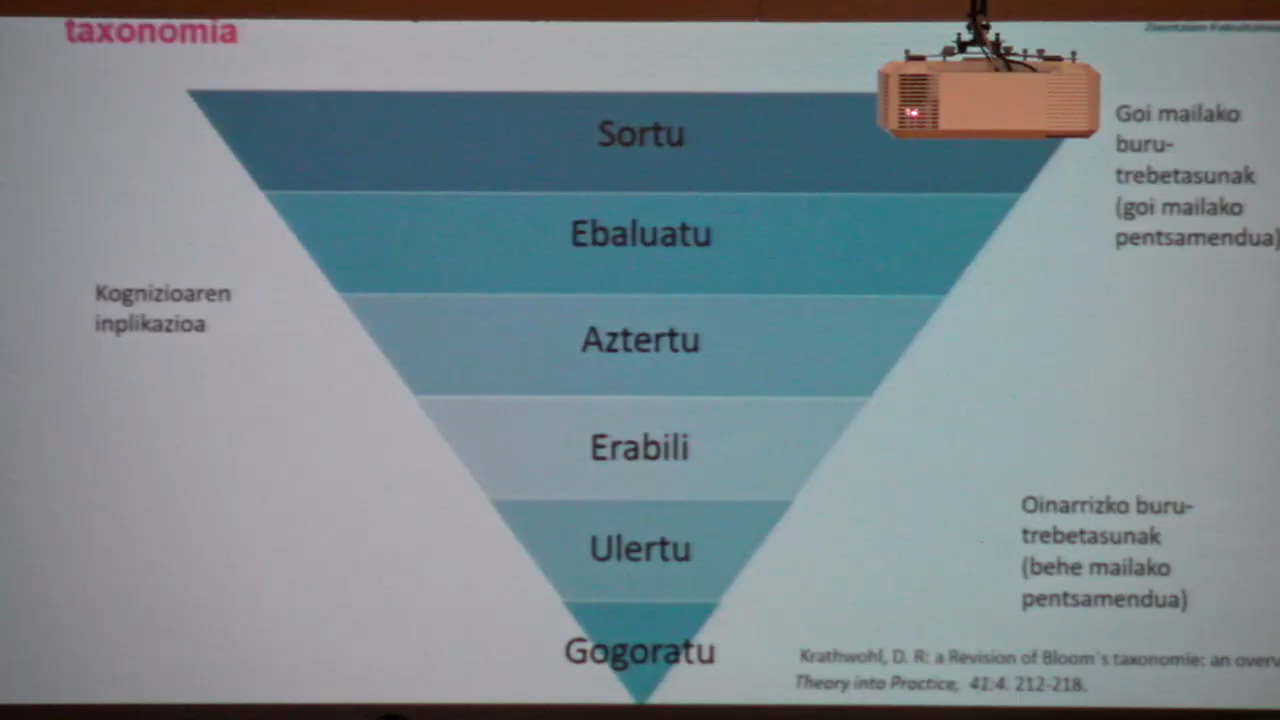 taxonomia
Sortu
Goi mailako
buru-
trebetasunak
(goi mailako
pentsamendua)
Ebaluatu
Kognizioaren
inplikazioa
Aztertu
Erabili
Oinarrizko buru-
trebetasunak
(behe mailako
pentsamendua)
Ulertu
Gogoratu
Krathwohl, D. R: a Revision of Bloom´s taxonomie: an overv
Theory into Practice, 41:4. 212-218.